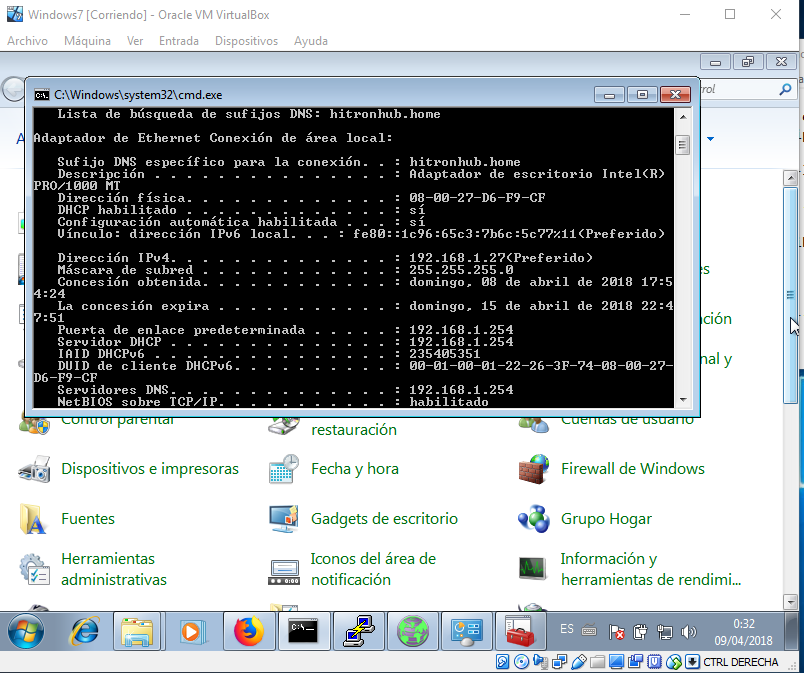 Windows7 [Corriendo] - Oracle VM VirtualBox
Archivo Máquina Ver Entrada Dispositivos Ayuda
C:\Windows\system32\cmd.exe
rol
Lista de búsqueda de sufijos DNS: hitronhub.home
Adaptador de Ethernet Conexión de área local:
Sufijo DNS específico para la conexión. . : hitronhub.home
Descripción . . . . . . . . . . . . . . . : Adaptador de escritorio Intel(R)
PRO/1000 MT
Dirección física. . . . . . . . . . . . . : 08-00-27-D6-F9-CF
DHCP habilitado . . . . . . . . . . . . . : sí
Configuración automática habilitada . . . : sí
Vínculo: dirección IPv6 local. . . : fe80::1c96:65c3:7b6c:5c77%11(Preferido)
Dirección IPv4. . . . . . . . . . . . . . : 192.168.1.27(Preferido)
Máscara de subred . . . . . . . . . . . . : 255.255.255.0
Concesión obtenida. . . . . . . . . . . . : domingo, 08 de abril de 2018 17:5
4:24
La concesión expira . . . . . . . . . . . : domingo, 15 de abril de 2018 22:4
7:51
Puerta de enlace predeterminada . . . . . : 192.168.1.254
Servidor DHCP . . . . . . . . . . . . . . : 192.168.1.254
IAID DHCPv6 . . . . . . . . . . . . . . . : 235405351
DUID de cliente DHCPv6. . . . . . . . . . : 00-01-00-01-22-26-3F-74-08-00-27-
D6-F9-CF
Servidores DNS. . . . . . . . . . . . . . : 192.168.1.254
NetBIOS sobre TCP/IP. . . . . . . . . . . : habilitado
es
ción
nal y
Control parental
restauración
Cuentas de usuario
Dispositivos e impresoras
Fecha y hora
Firewall de Windows
Fuentes
Gadgets de escritorio
Grupo Hogar
Herramientas
administrativas
Iconos del área de
notificación
Información y
herramientas de rendimi...
ES
0:32
09/04/2018
CTRL DERECHA